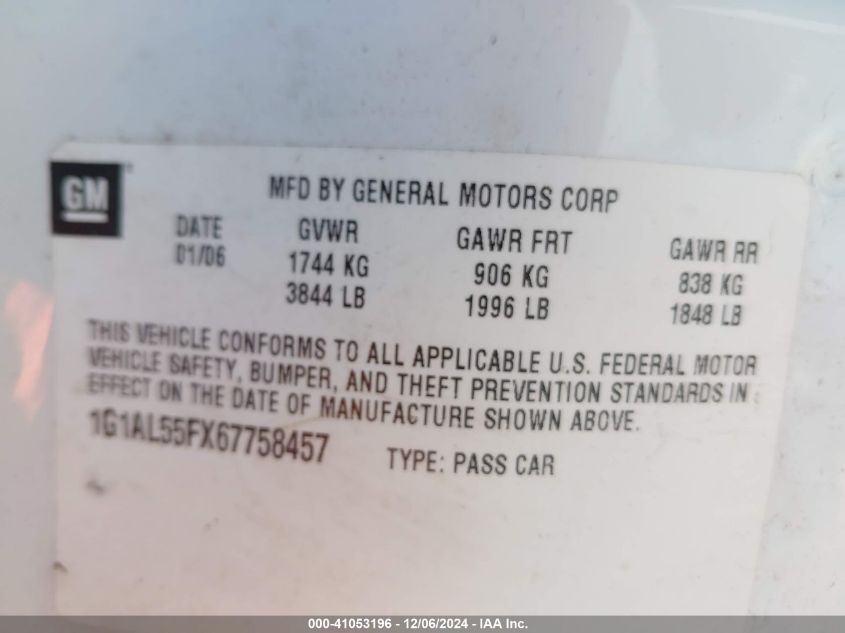 GM
MFD BY GENERAL MOTORS CORP
DATE GVWR GAWR FRT GAWR RR
01/06 1744 KG 906 KG 838 KG
3844 LB 1996 LB 1848 LB
THIS VEHICLE CONFORMS TO ALL APPLICABLE U.S. FEDERAL MOTOR
VEHICLE SAFETY, BUMPER, AND THEFT PREVENTION STANDARDS IN
EFFECT ON THE DATE OF MANUFACTURE SHOWN ABOVE.
1G1AL55FX67758457 TYPE: PASS CAR
000-41053196 - 12/06/2024 - IAA Inc.